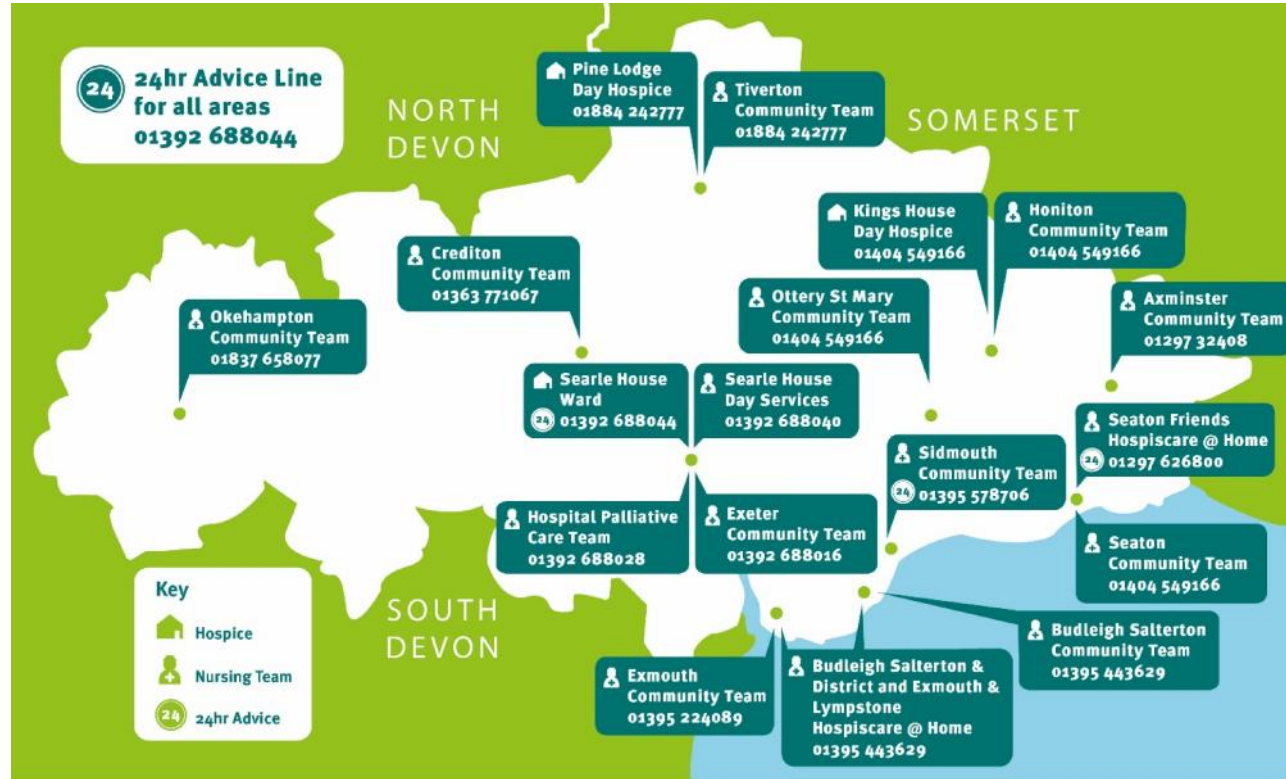 24
24hr Advice Line
for all areas
01392 688044
NORTH
DEVON
SOMERSET
SOUTH
DEVON
Pine Lodge
Day Hospice
01884 242777
Tiverton
Community Team
01884 242777
Kings House
Day Hospice
01404 549166
Honiton
Community Team
01404 549166
Crediton
Community Team
01363 771067
Ottery St Mary
Community Team
01404 549166
Axminster
Community Team
01297 32408
Okehampton
Community Team
01837 658077
Searle House
Ward
24 01392 688044
Searle House
Day Services
01392 688040
Seaton Friends
Hospiscare @ Home
24 01297 626800
Sidmouth
Community Team
24 01395 578706
Hospital Palliative
Care Team
01392 688028
Exeter
Community Team
01392 688016
Seaton
Community Team
01404 549166
Budleigh Salterton
Community Team
01395 443629
Exmouth
Community Team
01395 224089
Budleigh Salterton &
District and Exmouth &
Lympstone
Hospiscare @ Home
01395 443629
Key
Hospice
Nursing Team
24 24hr Advice